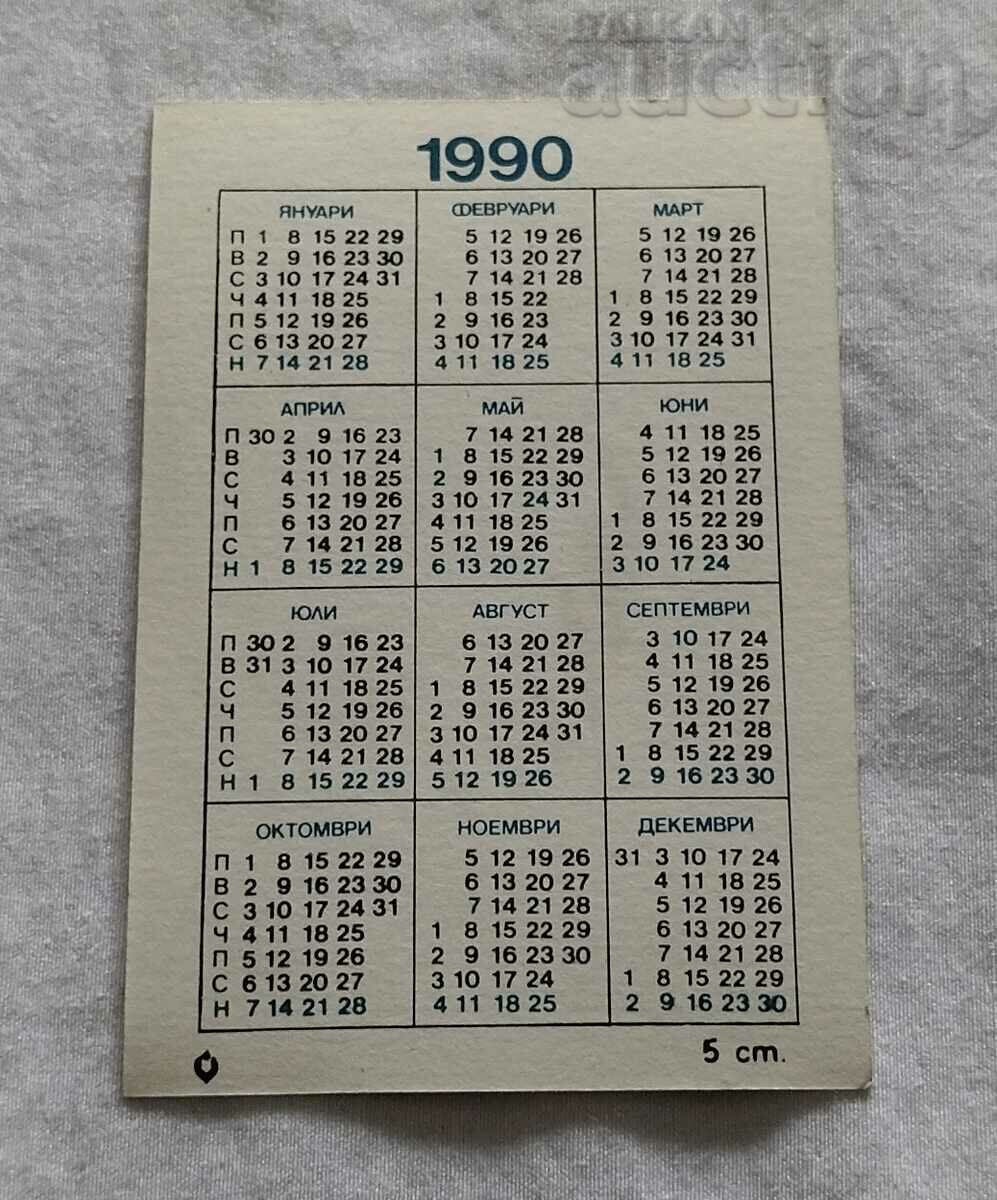 BALKAN
auction
1990
ЯНУАРИ ФЕВРУАРИ МАРТ
П 1 8 15 22 29 5 12 19 26 5 12 19 26
В 2 9 16 23 30 6 13 20 27 6 13 20 27
С 3 10 17 24 31 7 14 21 28 7 14 21 28
Ч 4 11 18 25 1 8 15 22 1 8 15 22 29
П 5 12 19 26 2 9 16 23 2 9 16 23 30
С 6 13 20 27 3 10 17 24 3 10 17 24 31
Н 7 14 21 28 4 11 18 25 4 11 18 25
АПРИЛ МАЙ ЮНИ
П 30 2 9 16 23 7 14 21 28 4 11 18 25
В 3 10 17 24 1 8 15 22 29 5 12 19 26
С 4 11 18 25 2 9 16 23 30 6 13 20 27
Ч 5 12 19 26 3 10 17 24 31 7 14 21 28
П 6 13 20 27 4 11 18 25 1 8 15 22 29
С 7 14 21 28 5 12 19 26 2 9 16 23 30
Н 1 8 15 22 29 6 13 20 27 3 10 17 24
ЮЛИ АВГУСТ СЕПТЕМВРИ
П 30 2 9 16 23 6 13 20 27 3 10 17 24
В 31 3 10 17 24 7 14 21 28 4 11 18 25
С 4 11 18 25 1 8 15 22 29 5 12 19 26
Ч 5 12 19 26 2 9 16 23 30 6 13 20 27
П 6 13 20 27 3 10 17 24 31 7 14 21 28
С 7 14 21 28 4 11 18 25 1 8 15 22 29
Н 1 8 15 22 29 5 12 19 26 2 9 16 23 30
ОКТОМВРИ НОЕМВРИ ДЕКЕМВРИ
П 1 8 15 22 29 5 12 19 26 31 3 10 17 24
В 2 9 16 23 30 6 13 20 27 4 11 18 25
С 3 10 17 24 31 7 14 21 28 5 12 19 26
Ч 4 11 18 25 1 8 15 22 29 6 13 20 27
П 5 12 19 26 2 9 16 23 30 7 14 21 28
С 6 13 20 27 3 10 17 24 1 8 15 22 29
Н 7 14 21 28 4 11 18 25 2 9 16 23 30
5 ст.